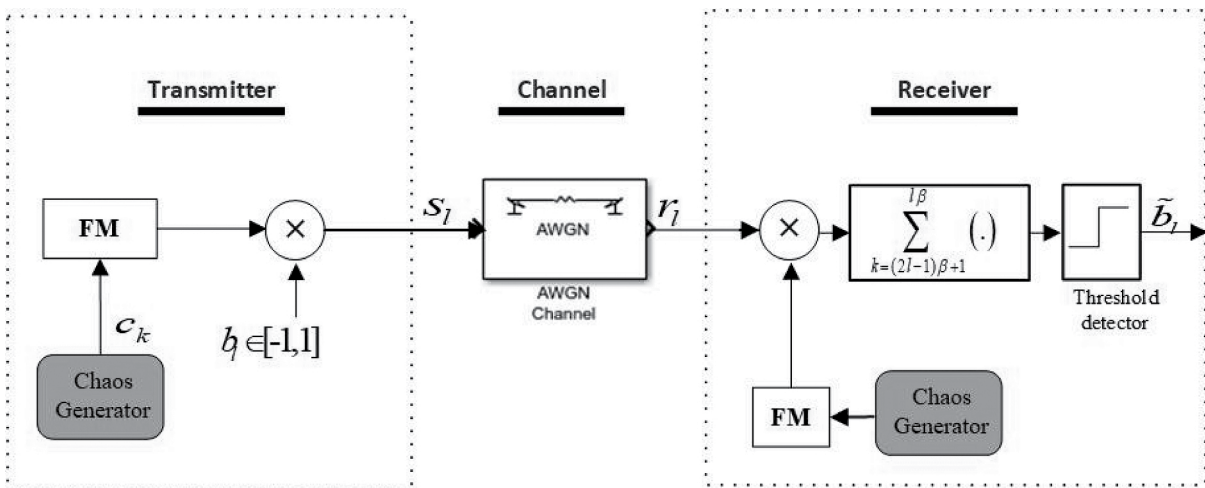 Transmitter
Channel
Receiver
FM
×
s_l
AWGN
AWGN
Channel
r_l
×
lβ
∑ (.)
k=(2l-1)β+1
b̃_l
Threshold
detector
c_k
b_l∈[-1,1]
Chaos
Generator
FM
Chaos
Generator